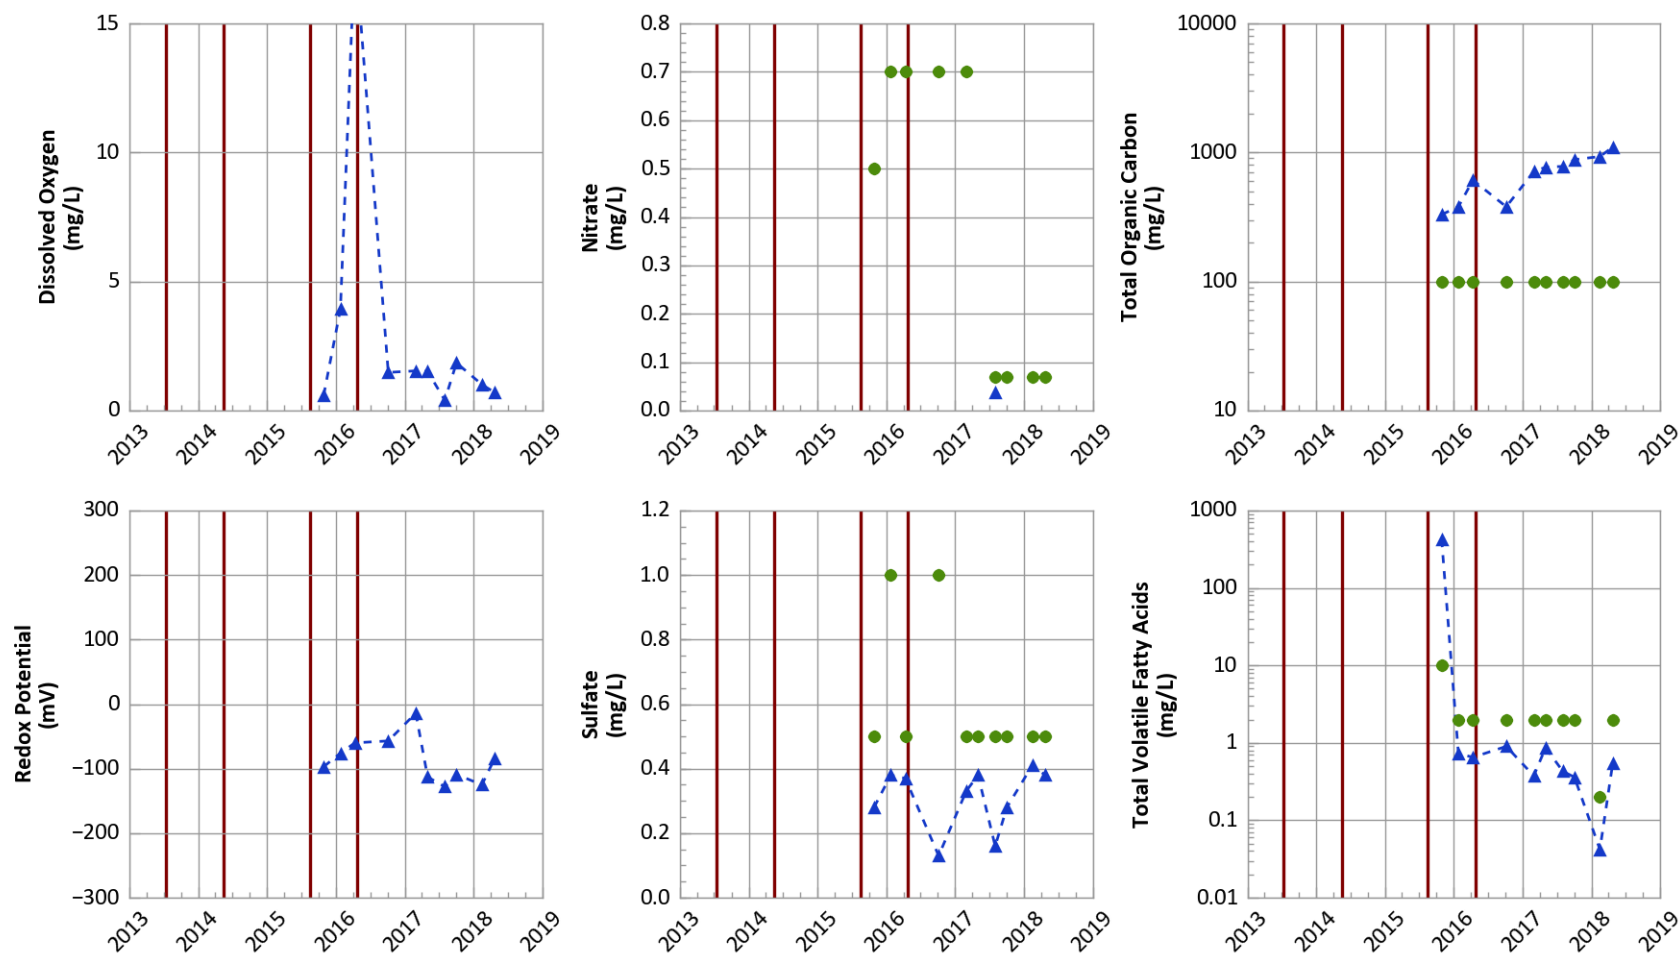 Dissolved Oxygen
(mg/L)
15
10
5
0
2013 2014 2015 2016 2017 2018 2019
Nitrate
(mg/L)
0.8
0.7
0.6
0.5
0.4
0.3
0.2
0.1
0.0
2013 2014 2015 2016 2017 2018 2019
Total Organic Carbon
(mg/L)
10000
1000
100
10
2013 2014 2015 2016 2017 2018 2019
Redox Potential
(mV)
300
200
100
0
−100
−200
−300
2013 2014 2015 2016 2017 2018 2019
Sulfate
(mg/L)
1.2
1.0
0.8
0.6
0.4
0.2
0.0
2013 2014 2015 2016 2017 2018 2019
Total Volatile Fatty Acids
(mg/L)
1000
100
10
1
0.1
0.01
2013 2014 2015 2016 2017 2018 2019